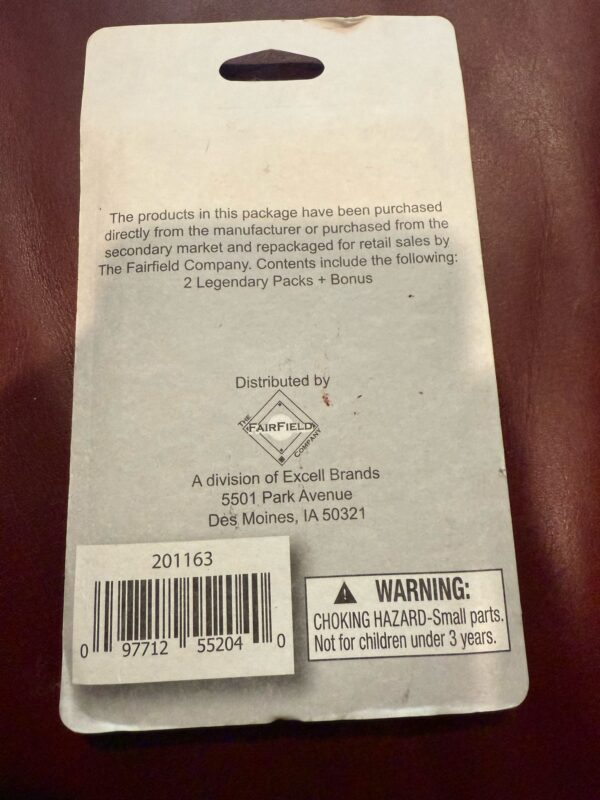 The products in this package have been purchased
directly from the manufacturer or purchased from the
secondary market and repackaged for retail sales by
The Fairfield Company. Contents include the following:
2 Legendary Packs + Bonus
Distributed by
THE
FAIRFIELD
COMPANY
A division of Excell Brands
5501 Park Avenue
Des Moines, IA 50321
201163
0 97712 55204 0
WARNING:
CHOKING HAZARD-Small parts.
Not for children under 3 years.